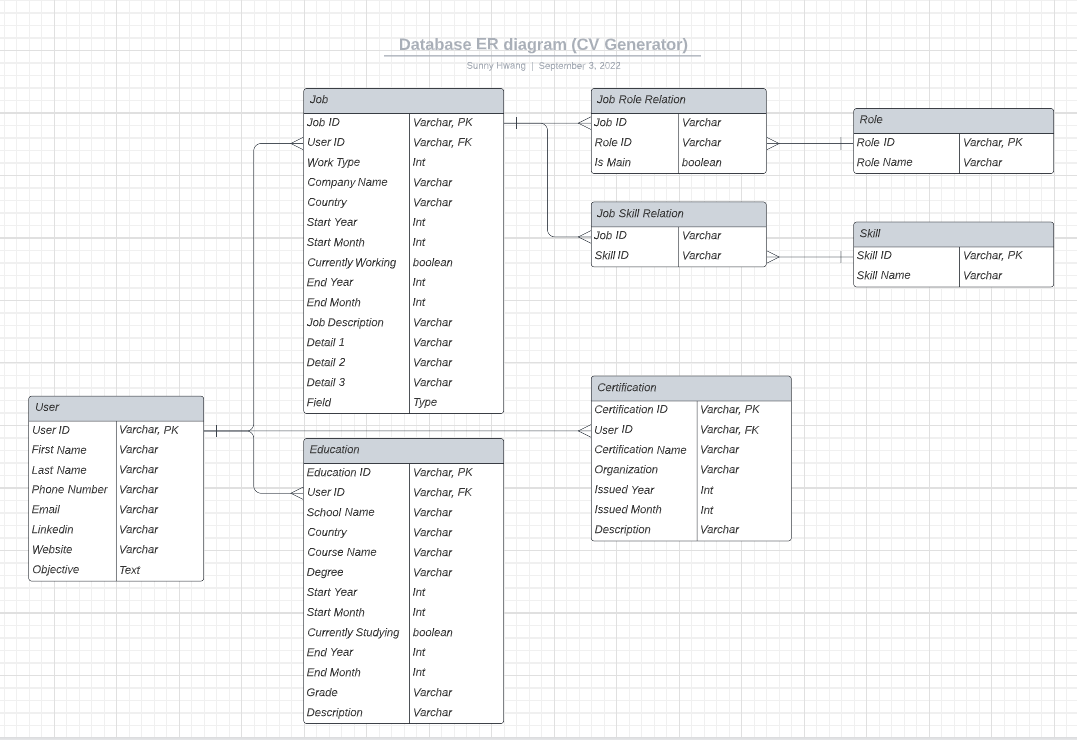 Database ER diagram (CV Generator)
Sunny Hwang | September 3, 2022
Job
Job ID Varchar, PK
User ID Varchar, FK
Work Type Int
Company Name Varchar
Country Varchar
Start Year Int
Start Month Int
Currently Working boolean
End Year Int
End Month Int
Job Description Varchar
Detail 1 Varchar
Detail 2 Varchar
Detail 3 Varchar
Field Type
Job Role Relation
Job ID Varchar
Role ID Varchar
Is Main boolean
Role
Role ID Varchar, PK
Role Name Varchar
Job Skill Relation
Job ID Varchar
Skill ID Varchar
Skill
Skill ID Varchar, PK
Skill Name Varchar
User
User ID Varchar, PK
First Name Varchar
Last Name Varchar
Phone Number Varchar
Email Varchar
Linkedin Varchar
Website Varchar
Objective Text
Education
Education ID Varchar, PK
User ID Varchar, FK
School Name Varchar
Country Varchar
Course Name Varchar
Degree Varchar
Start Year Int
Start Month Int
Currently Studying boolean
End Year Int
End Month Int
Grade Varchar
Description Varchar
Certification
Certification ID Varchar, PK
User ID Varchar, FK
Certification Name Varchar
Organization Varchar
Issued Year Int
Issued Month Int
Description Varchar